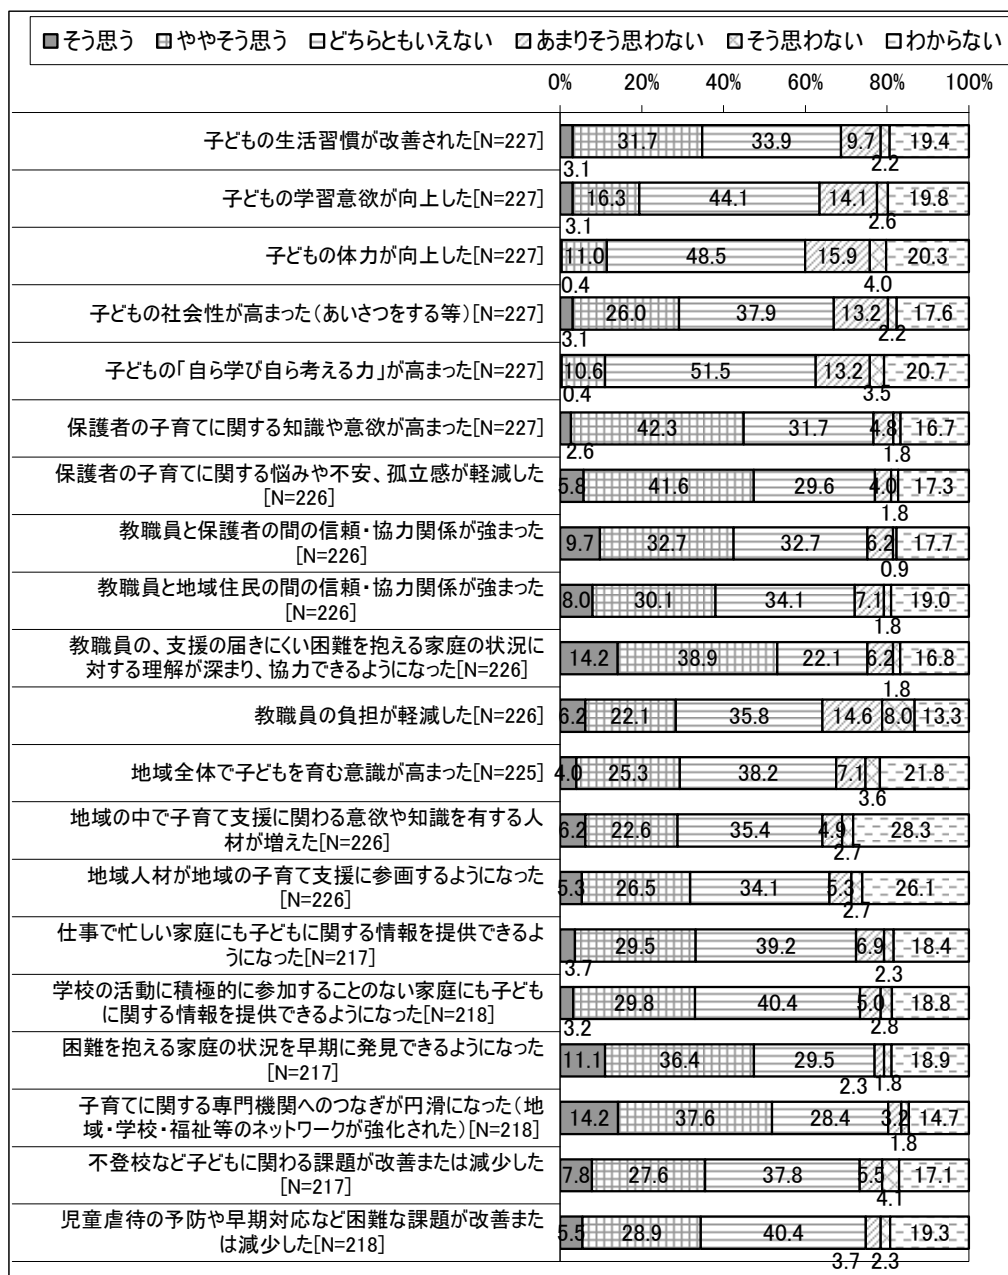 そう思う ややそう思う どちらともいえない あまりそう思わない そう思わない わからない
0% 20% 40% 60% 80% 100%
子どもの生活習慣が改善された[N=227] 31.7 33.9 9.7 19.4
3.1 2.2
子どもの学習意欲が向上した[N=227] 16.3 44.1 14.1 19.8
3.1 2.6
子どもの体力が向上した[N=227] 11.0 48.5 15.9 20.3
0.4 4.0
子どもの社会性が高まった(あいさつをする等)[N=227] 26.0 37.9 13.2 17.6
3.1 2.2
子どもの「自ら学び自ら考える力」が高まった[N=227] 10.6 51.5 13.2 20.7
0.4 3.5
保護者の子育てに関する知識や意欲が高まった[N=227] 42.3 31.7 4.8 16.7
2.6 1.8
保護者の子育てに関する悩みや不安、孤立感が軽減した
[N=226] 5.8 41.6 29.6 4.0 17.3
1.8
教職員と保護者の間の信頼・協力関係が強まった
[N=226] 9.7 32.7 32.7 6.2 17.7
0.9
教職員と地域住民の間の信頼・協力関係が強まった
[N=226] 8.0 30.1 34.1 7.1 19.0
1.8
教職員の、支援の届きにくい困難を抱える家庭の状況に
対する理解が深まり、協力できるようになった[N=226] 14.2 38.9 22.1 6.2 16.8
1.8
教職員の負担が軽減した[N=226] 6.2 22.1 35.8 14.6 8.0 13.3
地域全体で子どもを育む意識が高まった[N=225] 4.0 25.3 38.2 7.1 21.8
3.6
地域の中で子育て支援に関わる意欲や知識を有する人
材が増えた[N=226] 6.2 22.6 35.4 4.9 28.3
2.7
地域人材が地域の子育て支援に参画するようになった
[N=226] 5.3 26.5 34.1 5.3 26.1
2.7
仕事で忙しい家庭にも子どもに関する情報を提供できるよ
うになった[N=217] 29.5 39.2 6.9 18.4
3.7 2.3
学校の活動に積極的に参加することのない家庭にも子ども
に関する情報を提供できるようになった[N=218] 29.8 40.4 5.0 18.8
3.2 2.8
困難を抱える家庭の状況を早期に発見できるようになった
[N=217] 11.1 36.4 29.5 18.9
2.3 1.8
子育てに関する専門機関へのつなぎが円滑になった(地
域・学校・福祉等のネットワークが強化された)[N=218] 14.2 37.6 28.4 3.2 14.7
1.8
不登校など子どもに関わる課題が改善または減少した
[N=217] 7.8 27.6 37.8 5.5 17.1
4.1
児童虐待の予防や早期対応など困難な課題が改善また
は減少した[N=218] 5.5 28.9 40.4 19.3
3.7 2.3